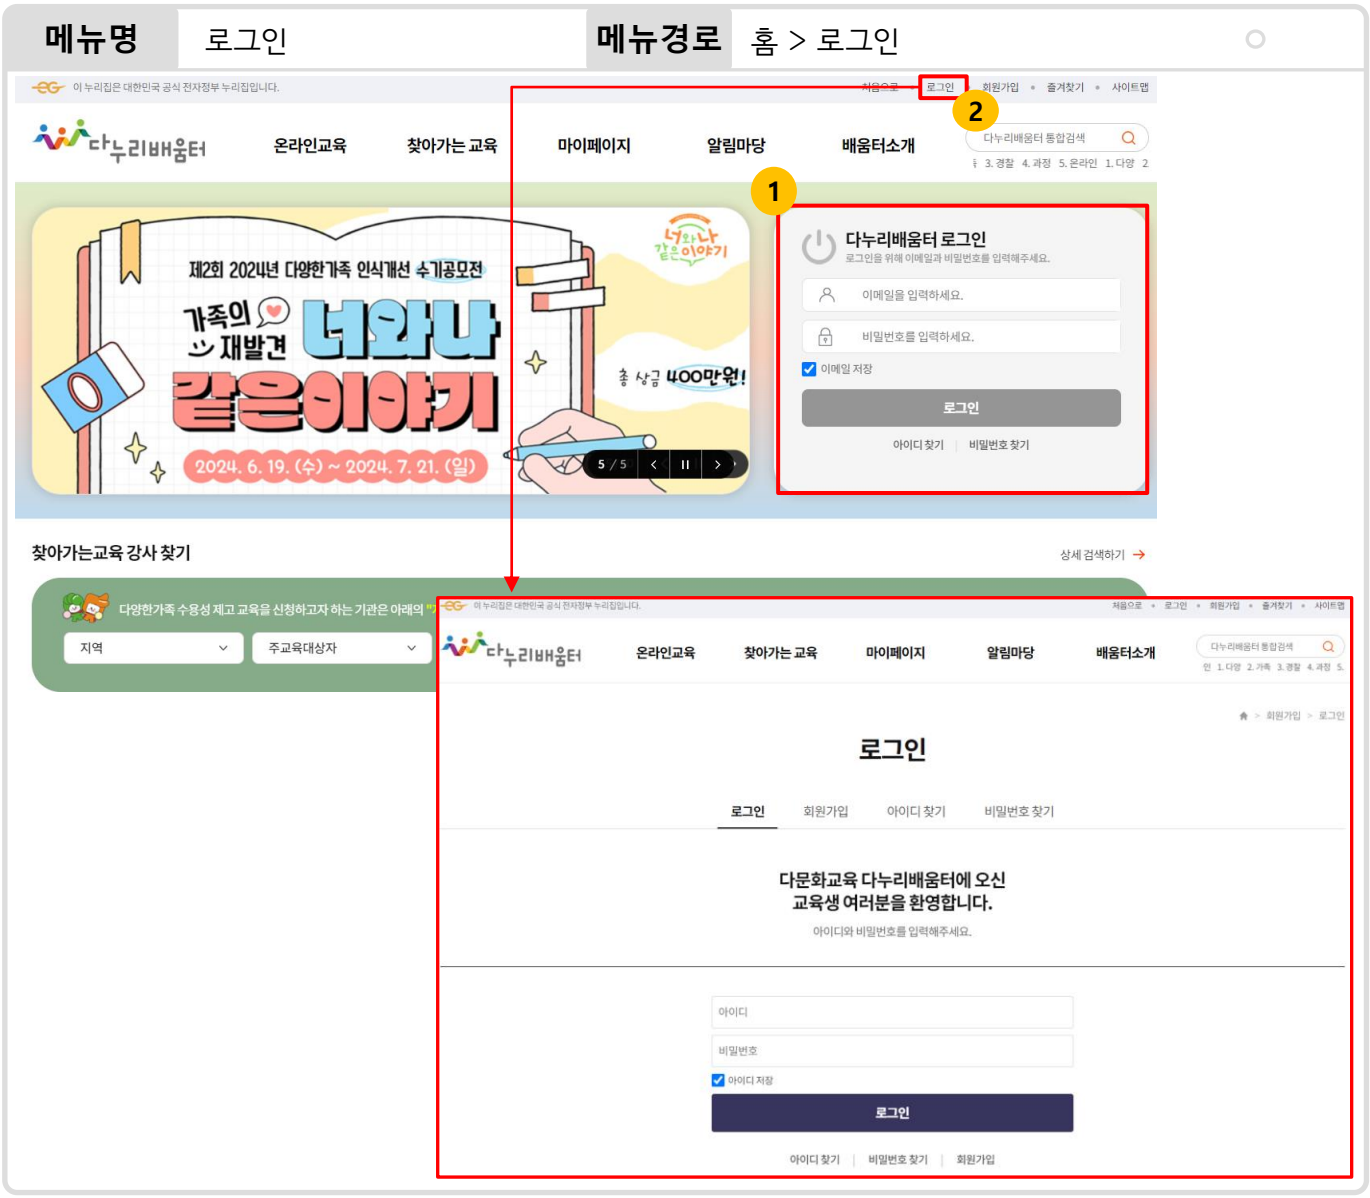 메뉴명 로그인 메뉴경로 홈 > 로그인
이 누리집은 대한민국 공식 전자정부 누리집입니다.
처음으로 로그인 회원가입 즐겨찾기 사이트맵
2
다누리배움터 온라인교육 찾아가는 교육 마이페이지 알림마당 배움터소개
다누리배움터 통합검색
3. 경찰 4. 과정 5. 온라인 1. 다양 2
1
너와나
같은이야기
제2회 2024년 다양한가족 인식개선 수기공모전
가족의
재발견
너와나
같은이야기
총 상금 400만원!
2024. 6. 19. (수) ~ 2024. 7. 21. (일)
5 / 5
다누리배움터 로그인
로그인을 위해 이메일과 비밀번호를 입력해주세요.
이메일을 입력하세요.
비밀번호를 입력하세요.
이메일 저장
로그인
아이디 찾기 | 비밀번호 찾기
찾아가는교육 강사 찾기
상세 검색하기 →
다양한가족 수용성 제고 교육을 신청하고자 하는 기관은 아래의
지역
주교육대상자
이 누리집은 대한민국 공식 전자정부 누리집입니다.
처음으로 로그인 회원가입 즐겨찾기 사이트맵
다누리배움터 온라인교육 찾아가는 교육 마이페이지 알림마당 배움터소개
다누리배움터 통합검색
인 1. 다양 2. 가족 3. 경찰 4. 과정 5.
> 회원가입 > 로그인
로그인
로그인 회원가입 아이디 찾기 비밀번호 찾기
다문화교육 다누리배움터에 오신
교육생 여러분을 환영합니다.
아이디와 비밀번호를 입력해주세요.
아이디
비밀번호
아이디 저장
로그인
아이디 찾기 | 비밀번호 찾기 | 회원가입